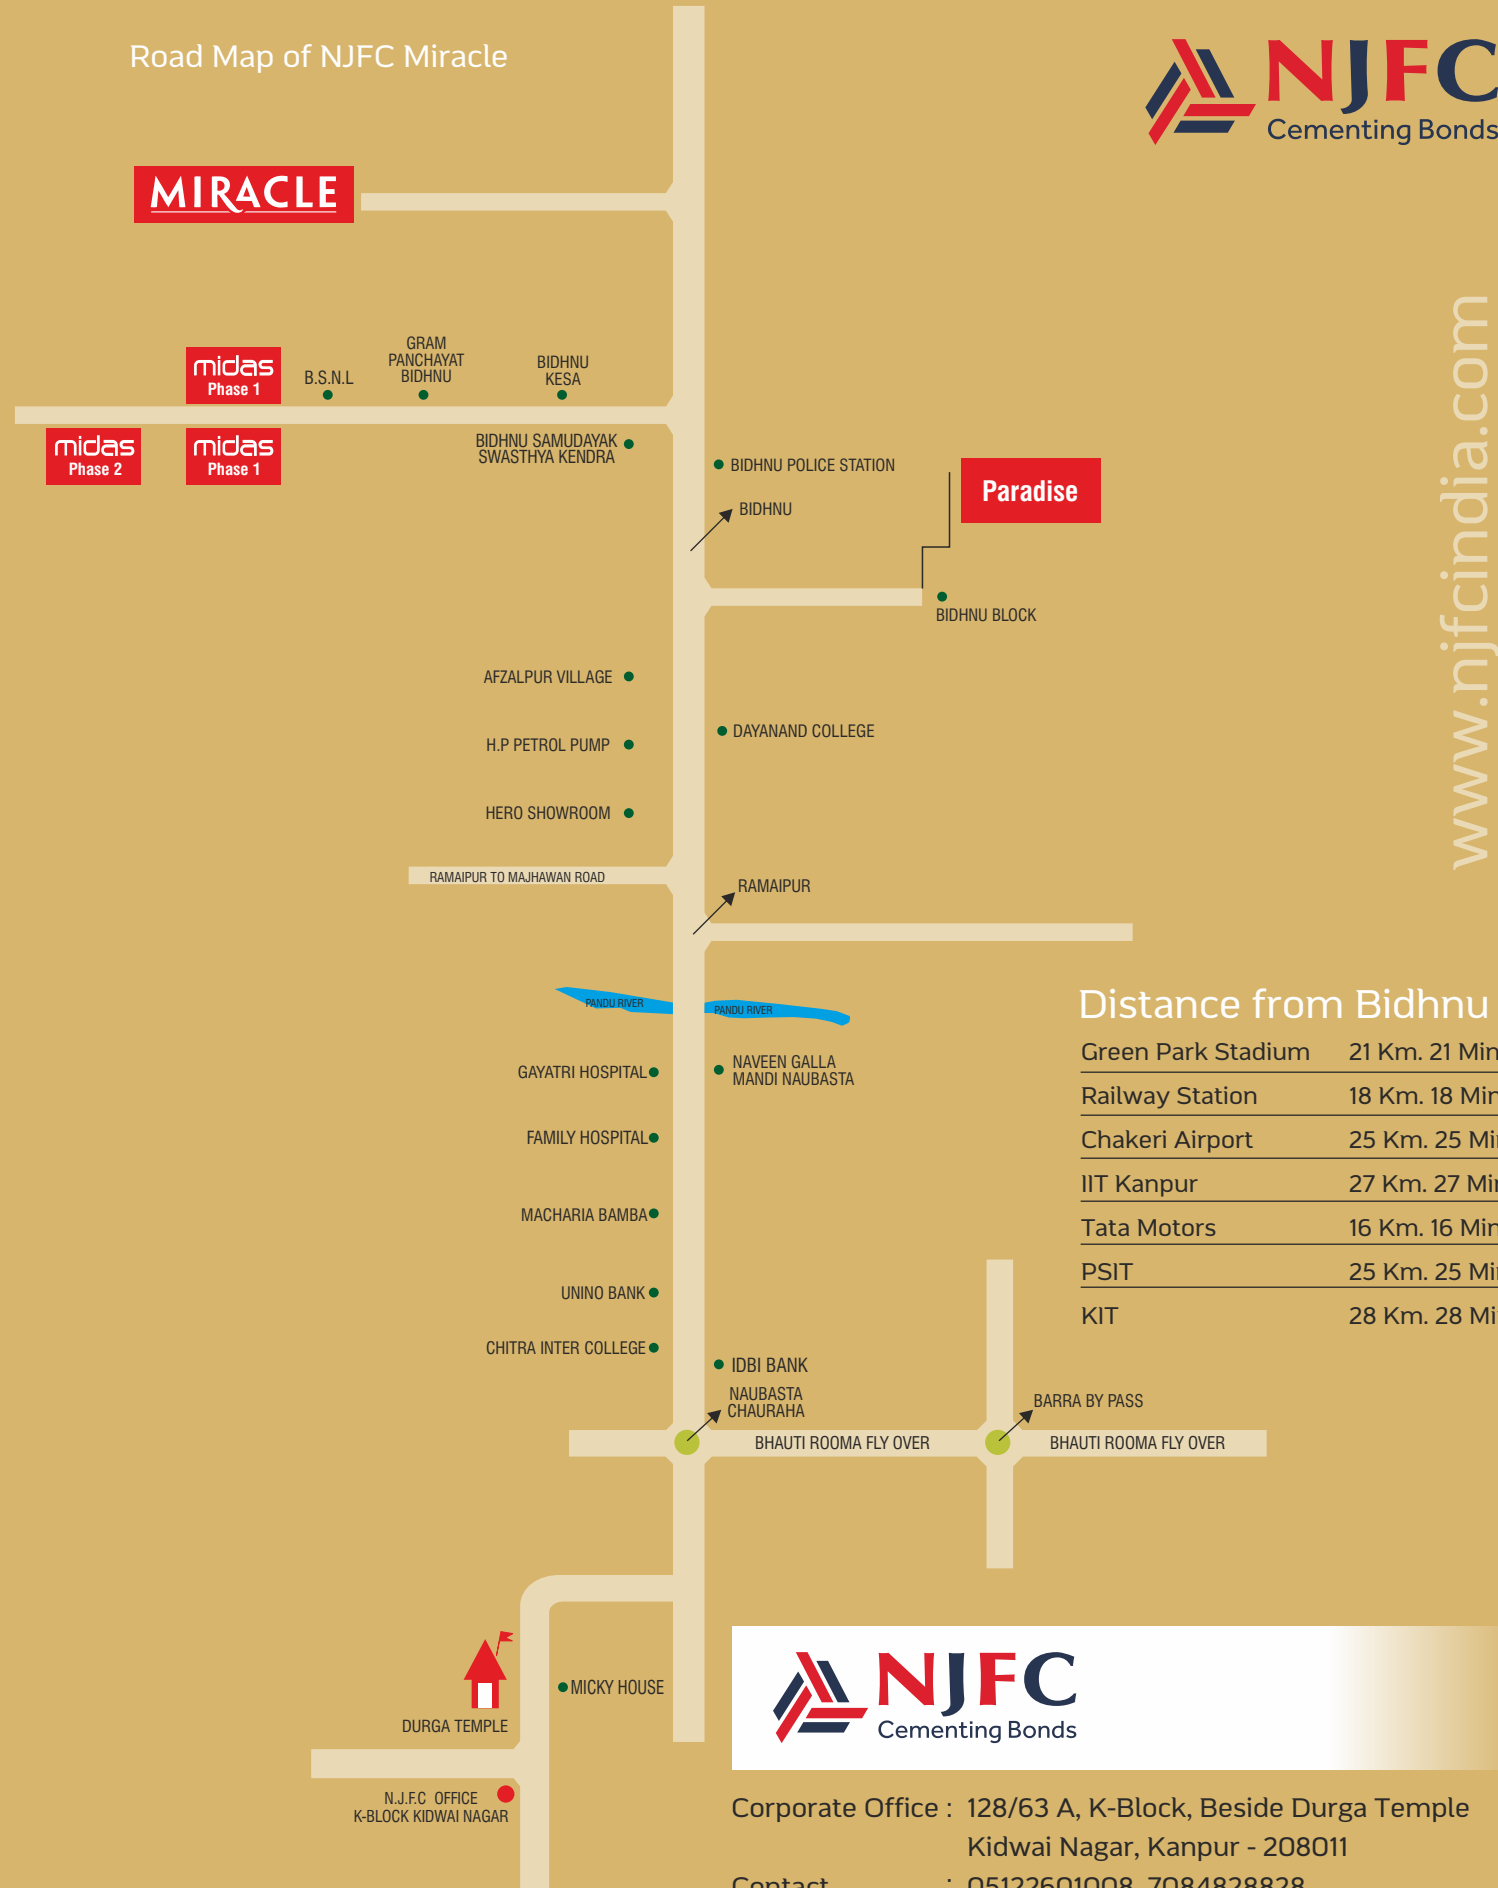 Road Map of NJFC Miracle
NJFC
Cementing Bonds
MIRACLE
www.njfcindia.com
midas
Phase 1
B.S.N.L
GRAM
PANCHAYAT
BIDHNU
BIDHNU
KESA
midas
Phase 2
midas
Phase 1
BIDHNU SAMUDAYAK
SWASTHYA KENDRA
BIDHNU POLICE STATION
Paradise
BIDHNU
BIDHNU BLOCK
AFZALPUR VILLAGE
DAYANAND COLLEGE
H.P PETROL PUMP
HERO SHOWROOM
RAMAIPUR TO MAJHAWAN ROAD
RAMAIPUR
PANDU RIVER
PANDU RIVER
Distance from Bidhnu
Green Park Stadium 21 Km. 21 Min
Railway Station 18 Km. 18 Min
Chakeri Airport 25 Km. 25 Min
IIT Kanpur 27 Km. 27 Min
Tata Motors 16 Km. 16 Min
PSIT 25 Km. 25 Min
KIT 28 Km. 28 Mi
GAYATRI HOSPITAL
NAVEEN GALLA
MANDI NAUBASTA
FAMILY HOSPITAL
MACHARIA BAMBA
UNINO BANK
CHITRA INTER COLLEGE
IDBI BANK
NAUBASTA
CHAURAHA
BARRA BY PASS
BHAUTI ROOMA FLY OVER
BHAUTI ROOMA FLY OVER
MICKY HOUSE
DURGA TEMPLE
N.J.F.C OFFICE
K-BLOCK KIDWAI NAGAR
NJFC
Cementing Bonds
Corporate Office : 128/63 A, K-Block, Beside Durga Temple
Kidwai Nagar, Kanpur - 208011
Contact : 05122601008, 7084828828